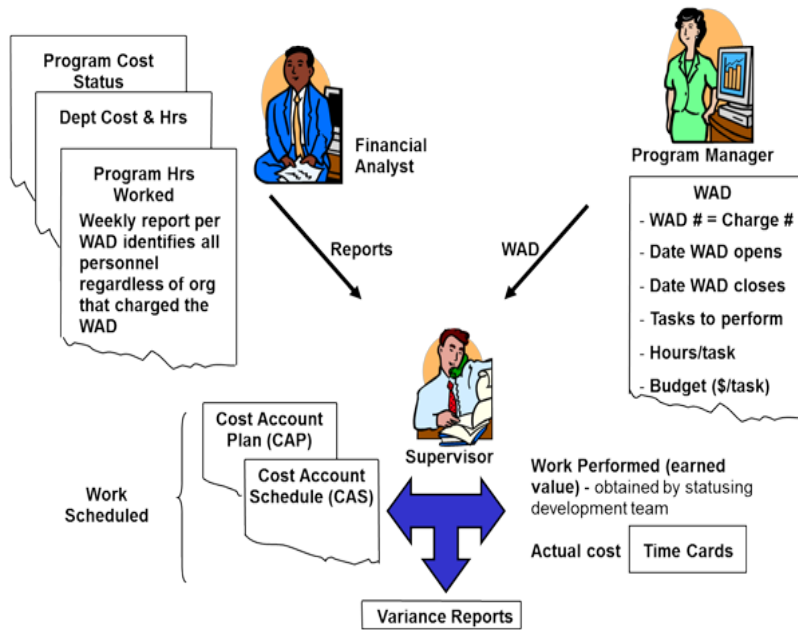 Program Cost
Status
Dept Cost & Hrs
Program Hrs
Worked
Weekly report per
WAD identifies all
personnel
regardless of org
that charged the
WAD
Financial
Analyst
Program Manager
WAD
- WAD # = Charge #
- Date WAD opens
- Date WAD closes
- Tasks to perform
- Hours/task
- Budget ($/task)
Reports
WAD
Supervisor
Work
Scheduled
Cost Account
Plan (CAP)
Cost Account
Schedule (CAS)
Work Performed (earned
value) - obtained by statusing
development team
Actual cost
Time Cards
Variance Reports